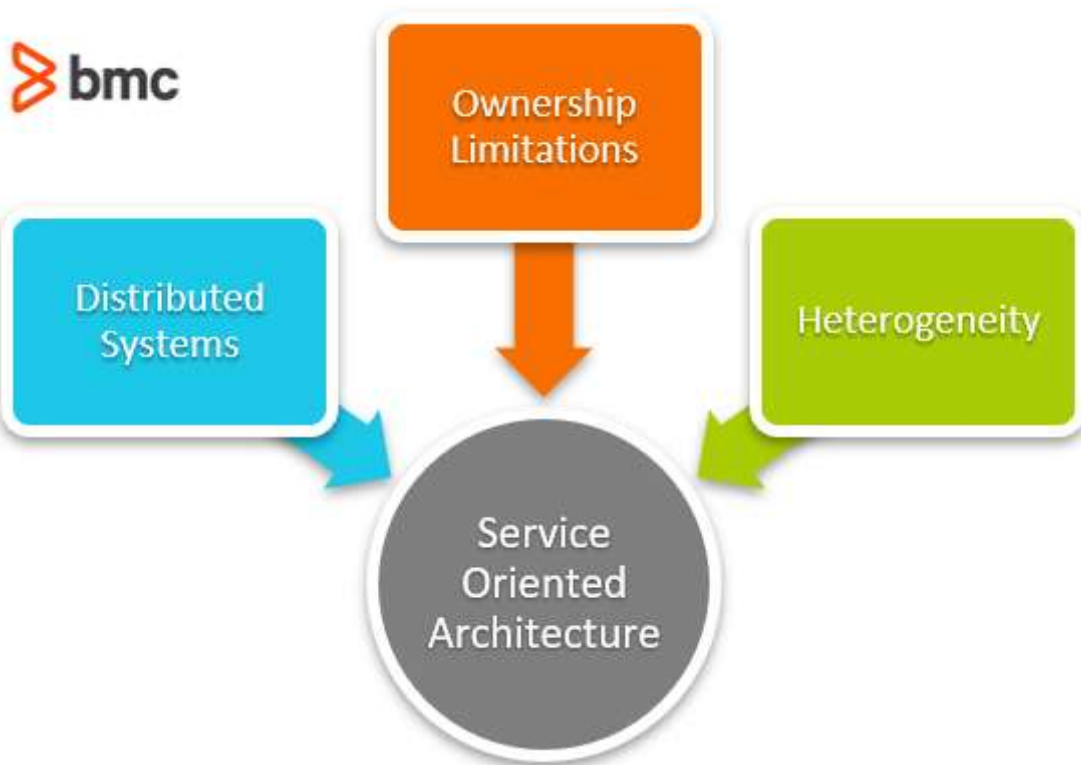 bmc
Ownership
Limitations
Distributed
Systems
Heterogeneity
Service
Oriented
Architecture